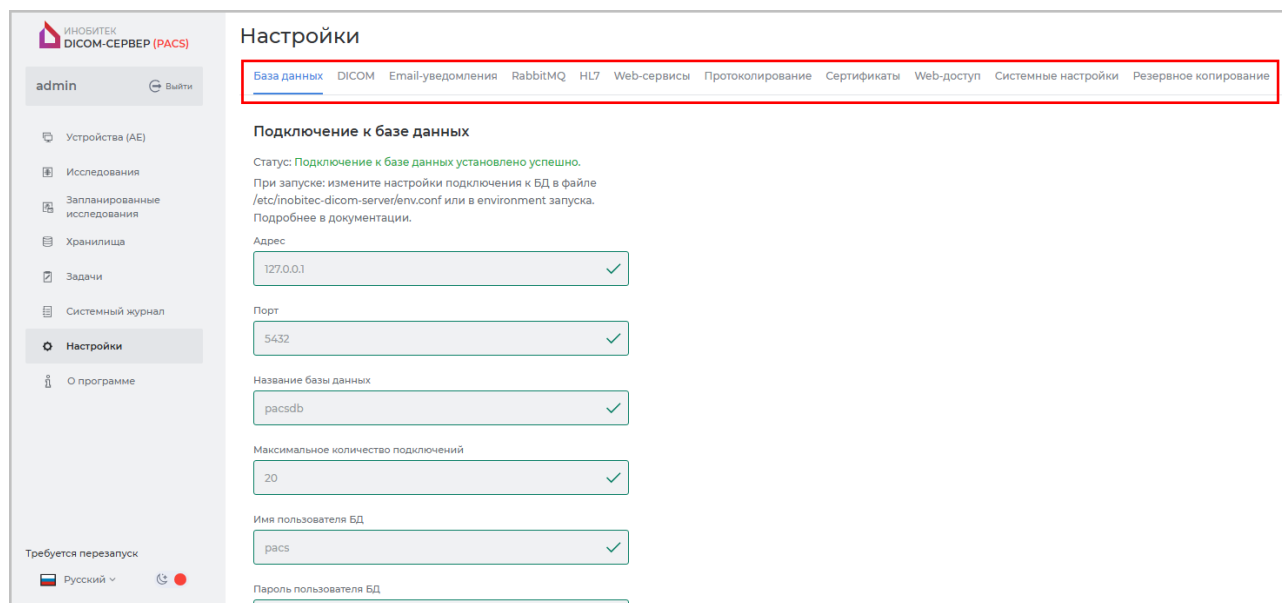 ИНОБИТЕК
DICOM-СЕРВЕР (PACS)
admin
Выйти
Устройства (AE)
Исследования
Запланированные
исследования
Хранилища
Задачи
Системный журнал
Настройки
О программе
Требуется перезапуск
Русский
Настройки
База данных DICOM Email-уведомления RabbitMQ HL7 Web-сервисы Протоколирование Сертификаты Web-доступ Системные настройки Резервное копирование
Подключение к базе данных
Статус: Подключение к базе данных установлено успешно.
При запуске: измените настройки подключения к БД в файле
/etc/inobitec-dicom-server/env.conf или в environment запуска.
Подробнее в документации.
Адрес
127.0.0.1
Порт
5432
Название базы данных
pacsdb
Максимальное количество подключений
20
Имя пользователя БД
pacs
Пароль пользователя БД